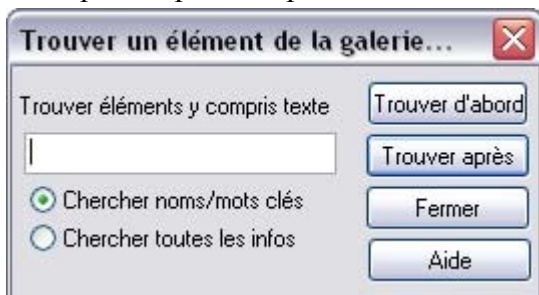 Trouver un élément de la galerie...
Trouver éléments y compris texte
Trouver d'abord
Trouver après
Chercher noms/mots clés
Chercher toutes les infos
Fermer
Aide